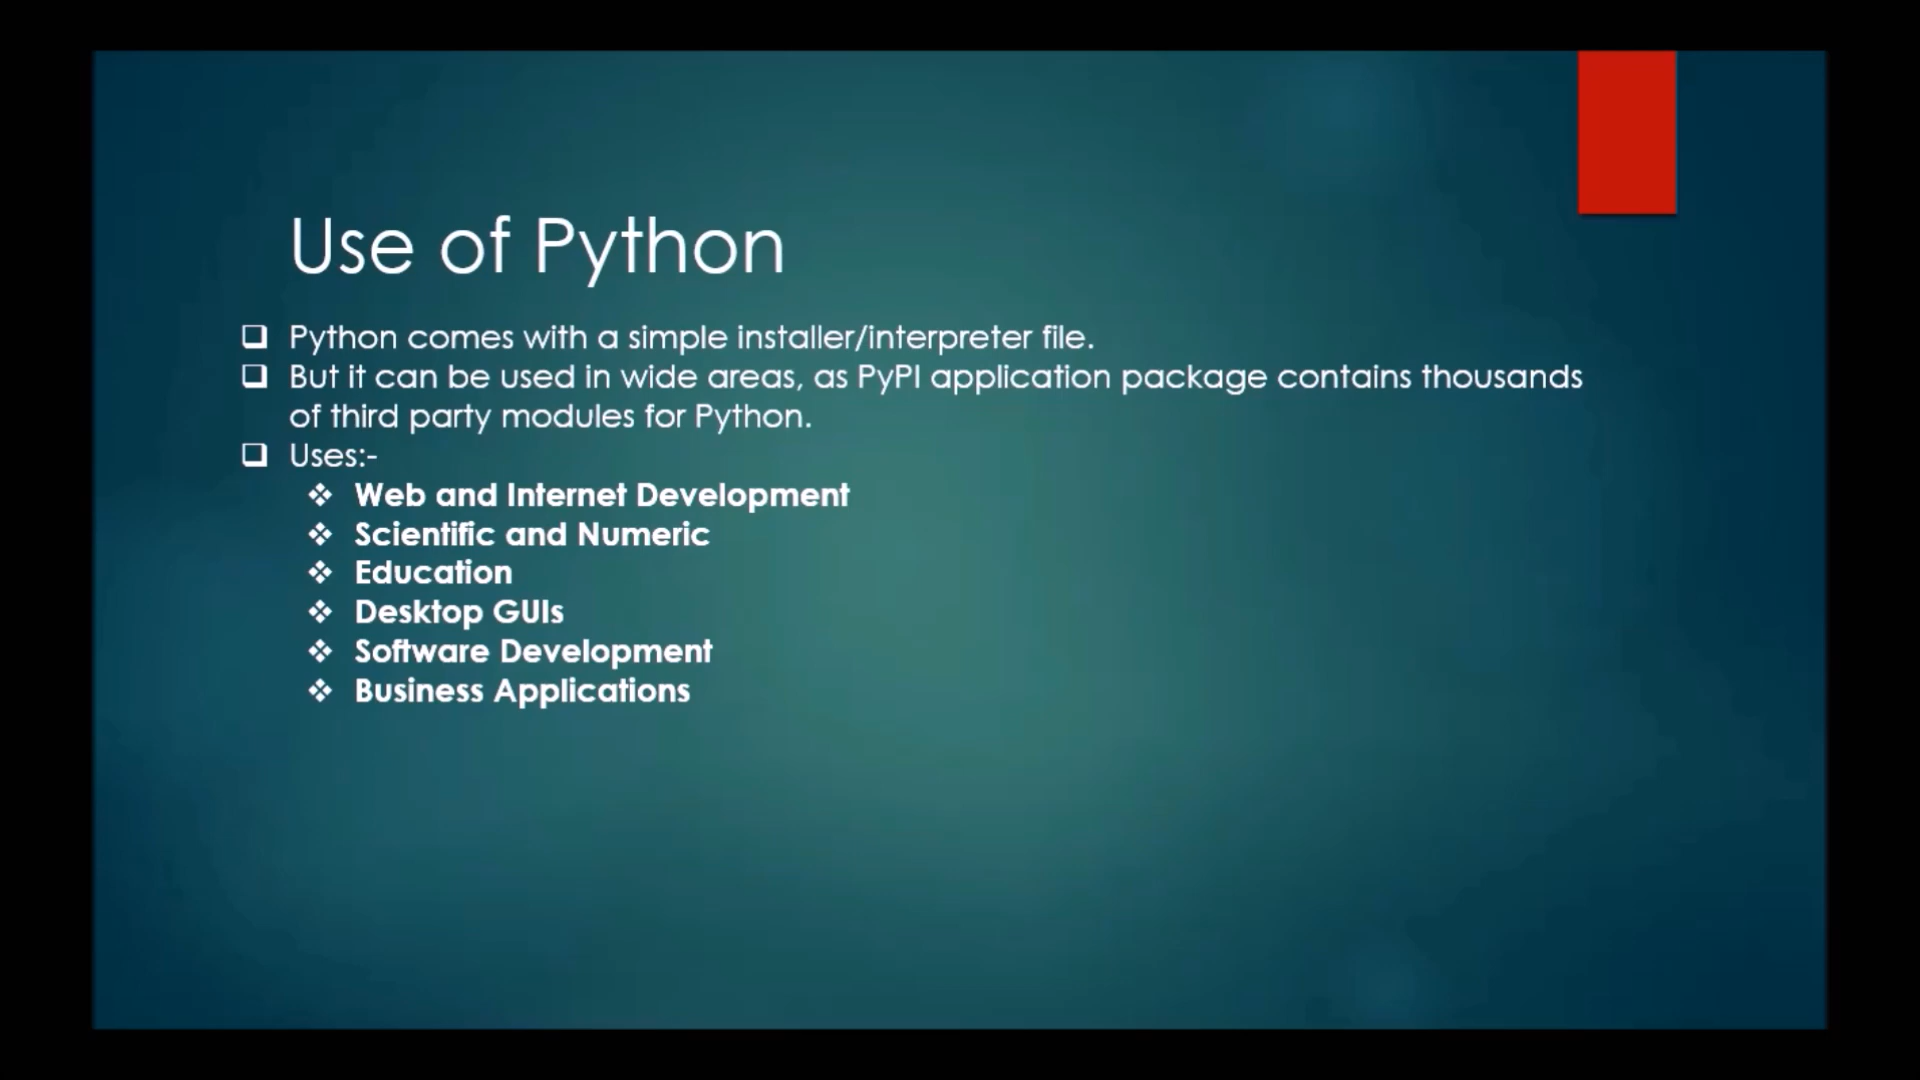 Use of Python
❑ Python comes with a simple installer/interpreter file.
❑ But it can be used in wide areas, as PyPI application package contains thousands
of third party modules for Python.
❑ Uses:-
❖ Web and Internet Development
❖ Scientific and Numeric
❖ Education
❖ Desktop GUIs
❖ Software Development
❖ Business Applications